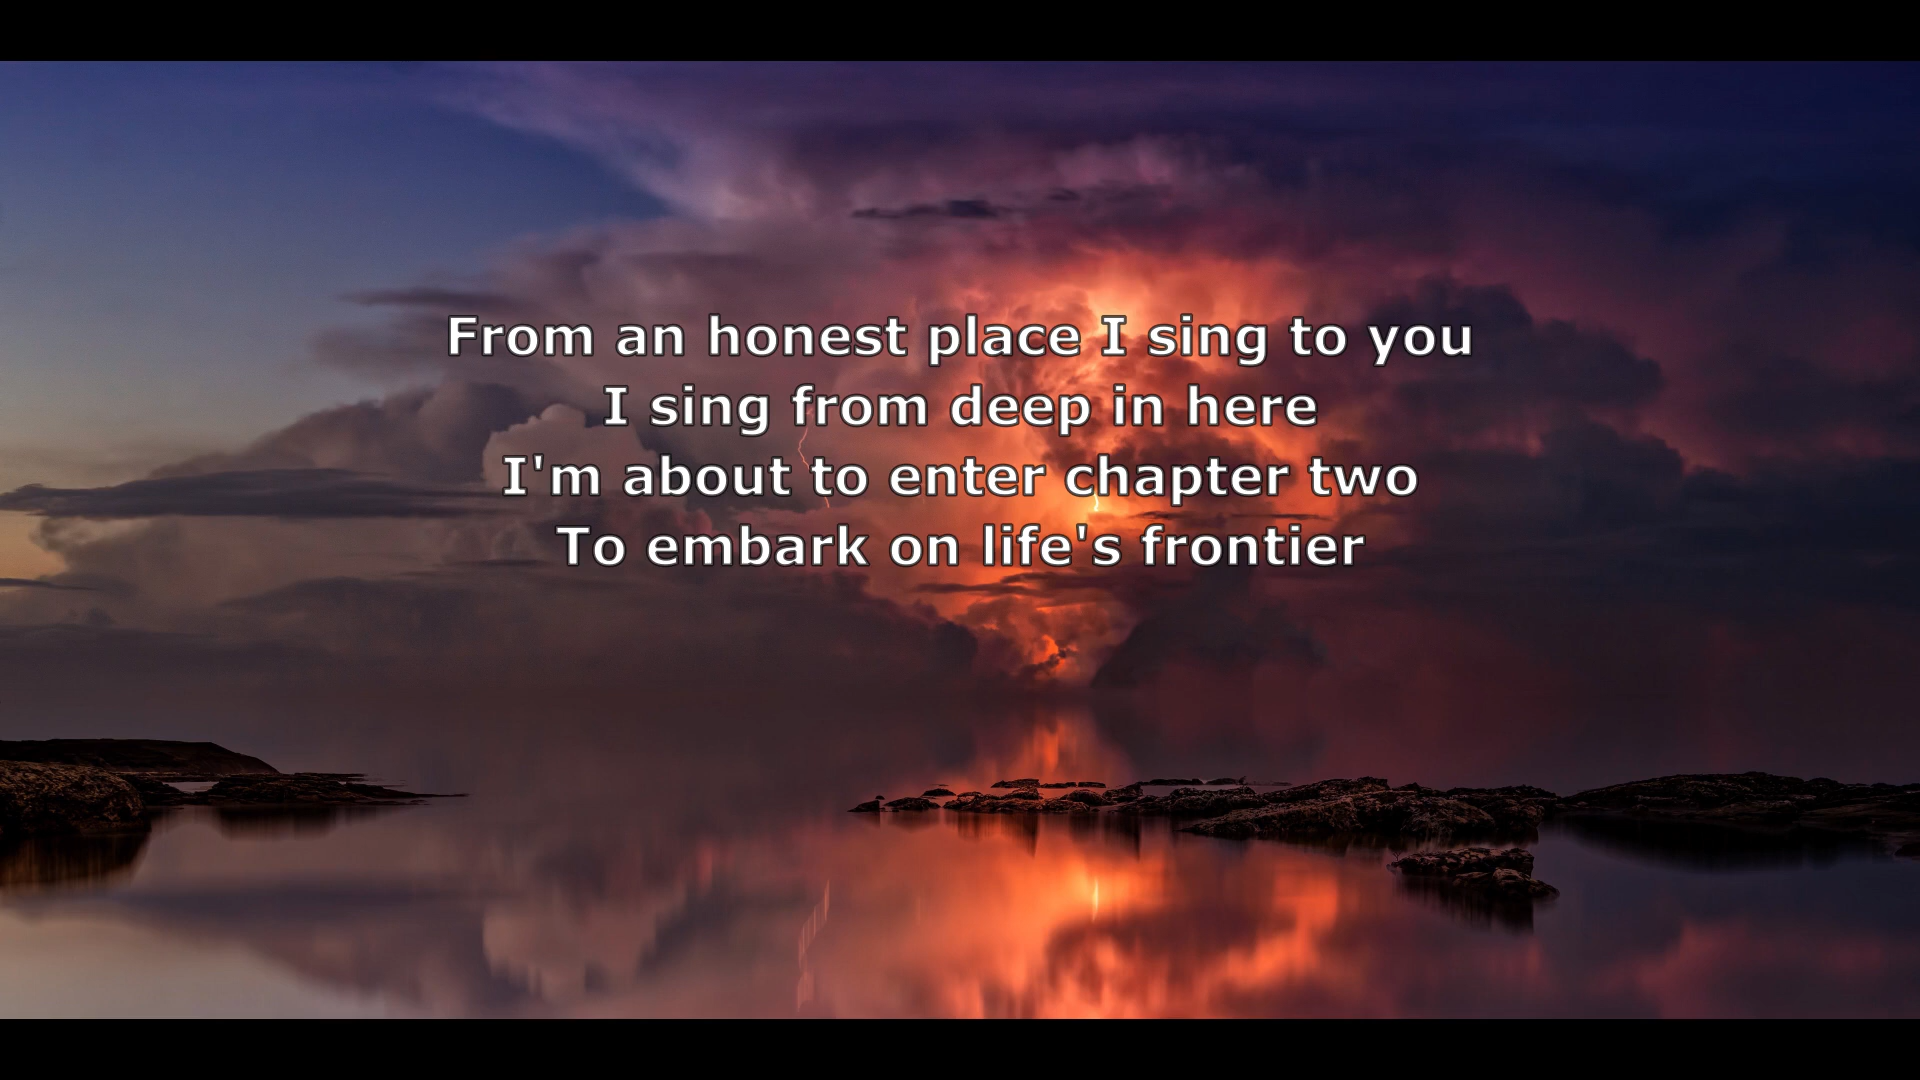 From an honest place I sing to you
I sing from deep in here
I'm about to enter chapter two
To embark on life's frontier